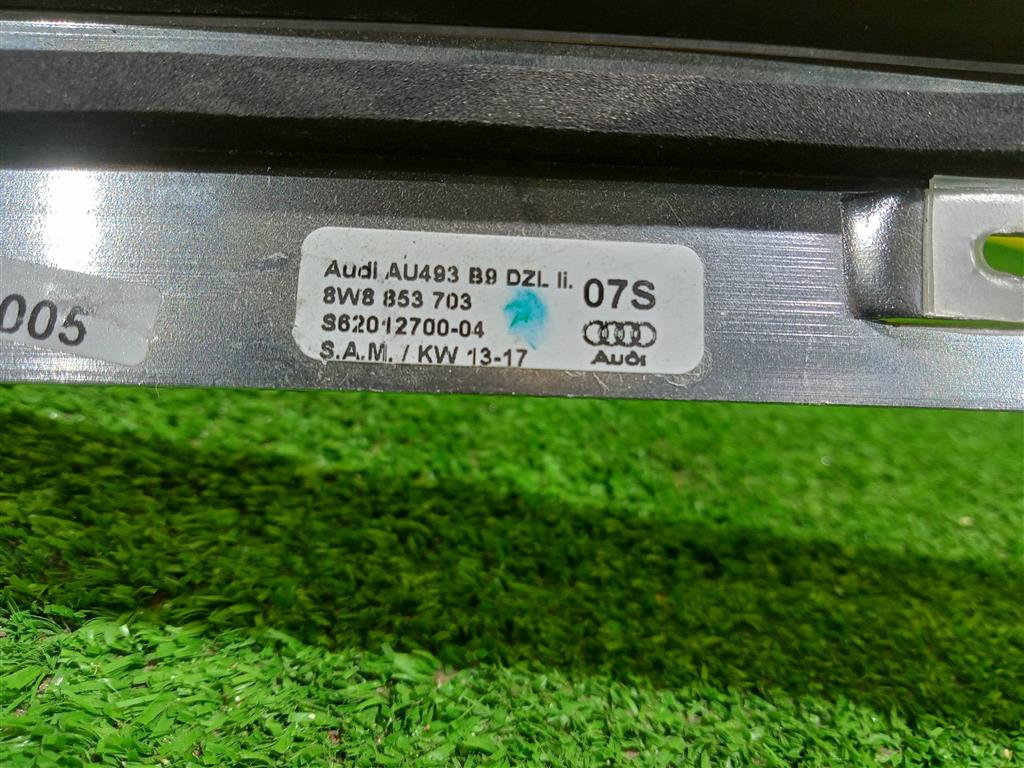 005
Audi AU493 B9 DZL li.
8W8 853 703
07S
S62012700-04
S.A.M. / KW 13-17
Audi